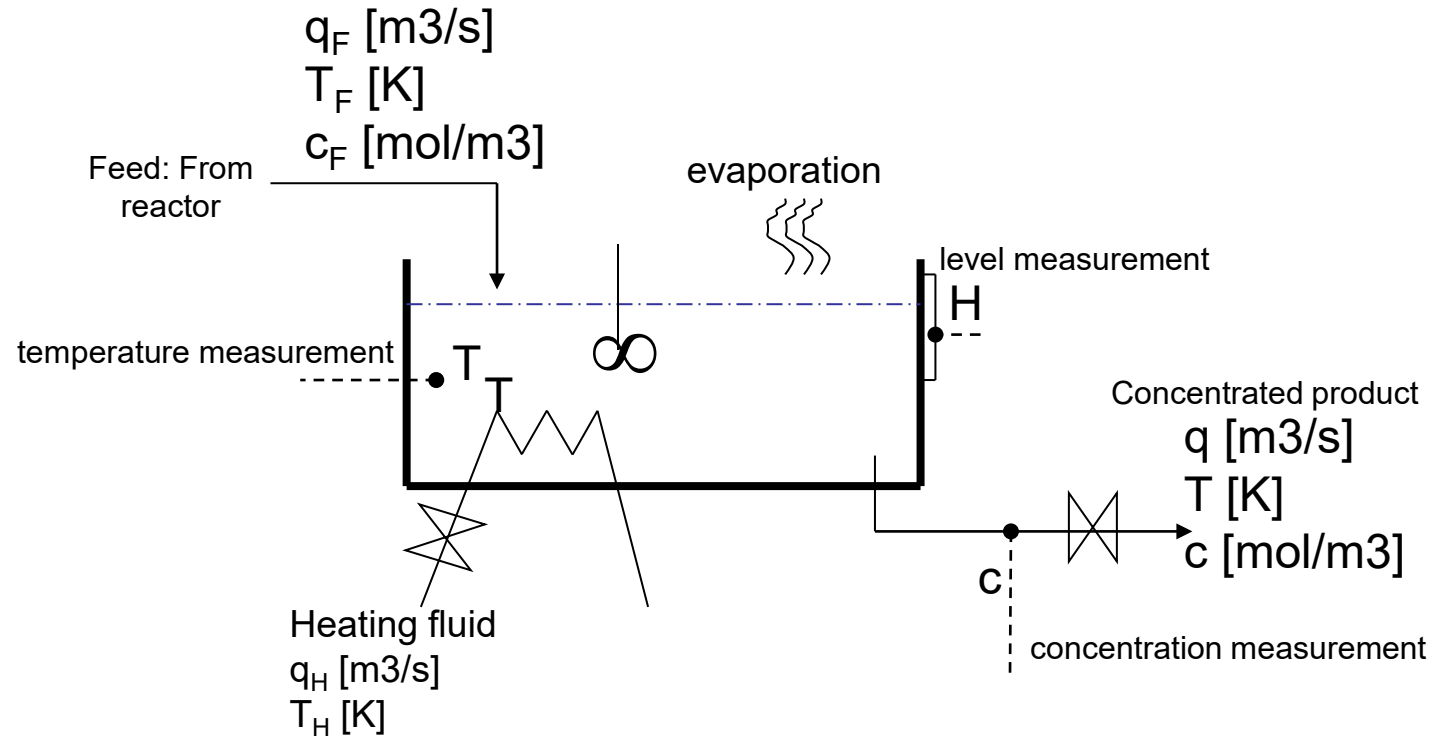 q_F [m3/s]
T_F [K]
c_F [mol/m3]
Feed: From
reactor
evaporation
level measurement
H
temperature measurement
T
T
Concentrated product
q [m3/s]
T [K]
c [mol/m3]
c
concentration measurement
Heating fluid
q_H [m3/s]
T_H [K]